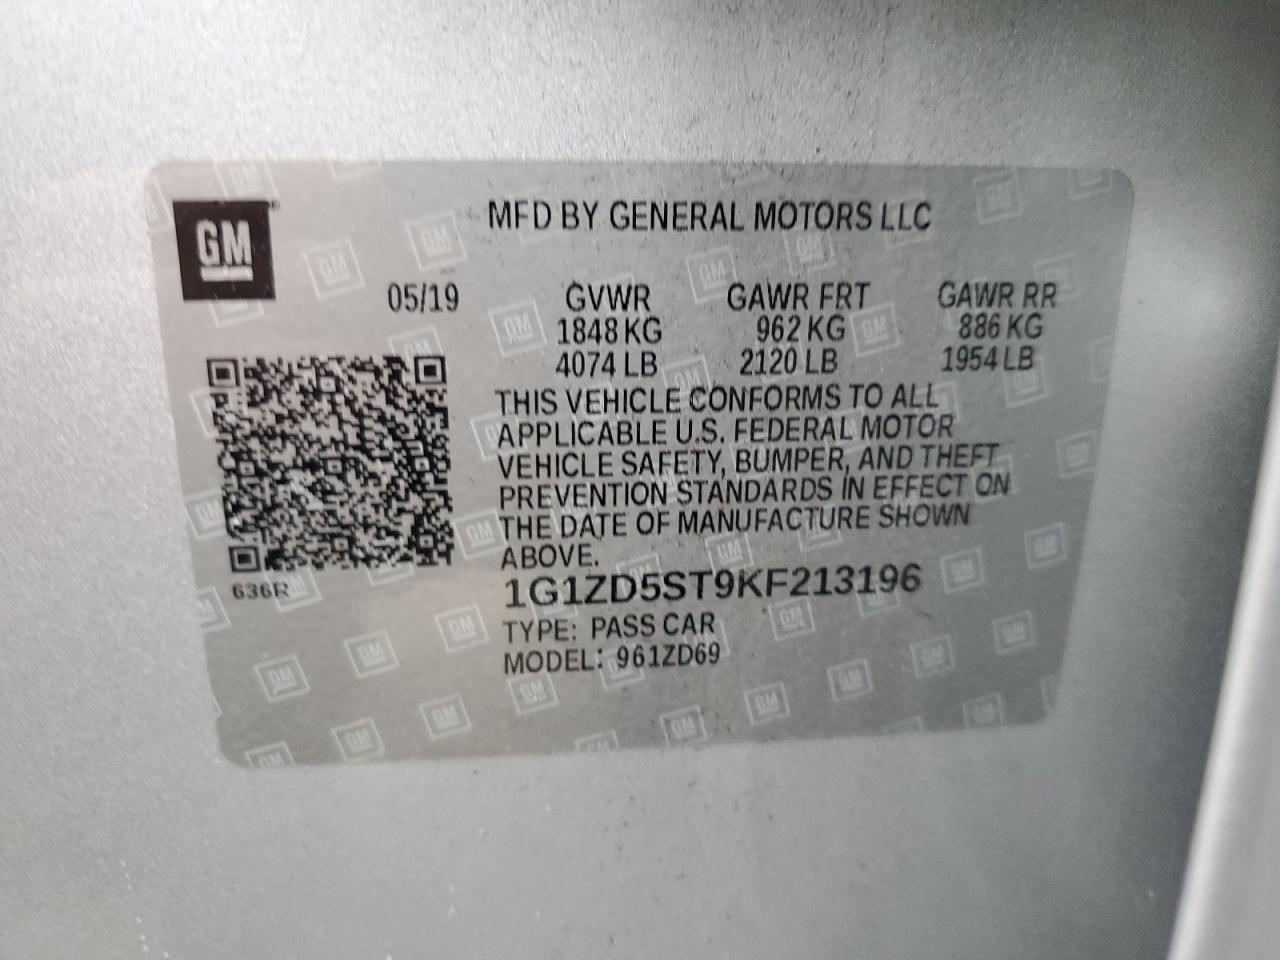 GM
MFD BY GENERAL MOTORS LLC
05/19 GVWR GAWR FRT GAWR RR
1848 KG 962 KG 886 KG
4074 LB 2120 LB 1954 LB
THIS VEHICLE CONFORMS TO ALL
APPLICABLE U.S. FEDERAL MOTOR
VEHICLE SAFETY, BUMPER, AND THEFT
PREVENTION STANDARDS IN EFFECT ON
THE DATE OF MANUFACTURE SHOWN
ABOVE.
636R
1G1ZD5ST9KF213196
TYPE: PASS CAR
MODEL: 961ZD69